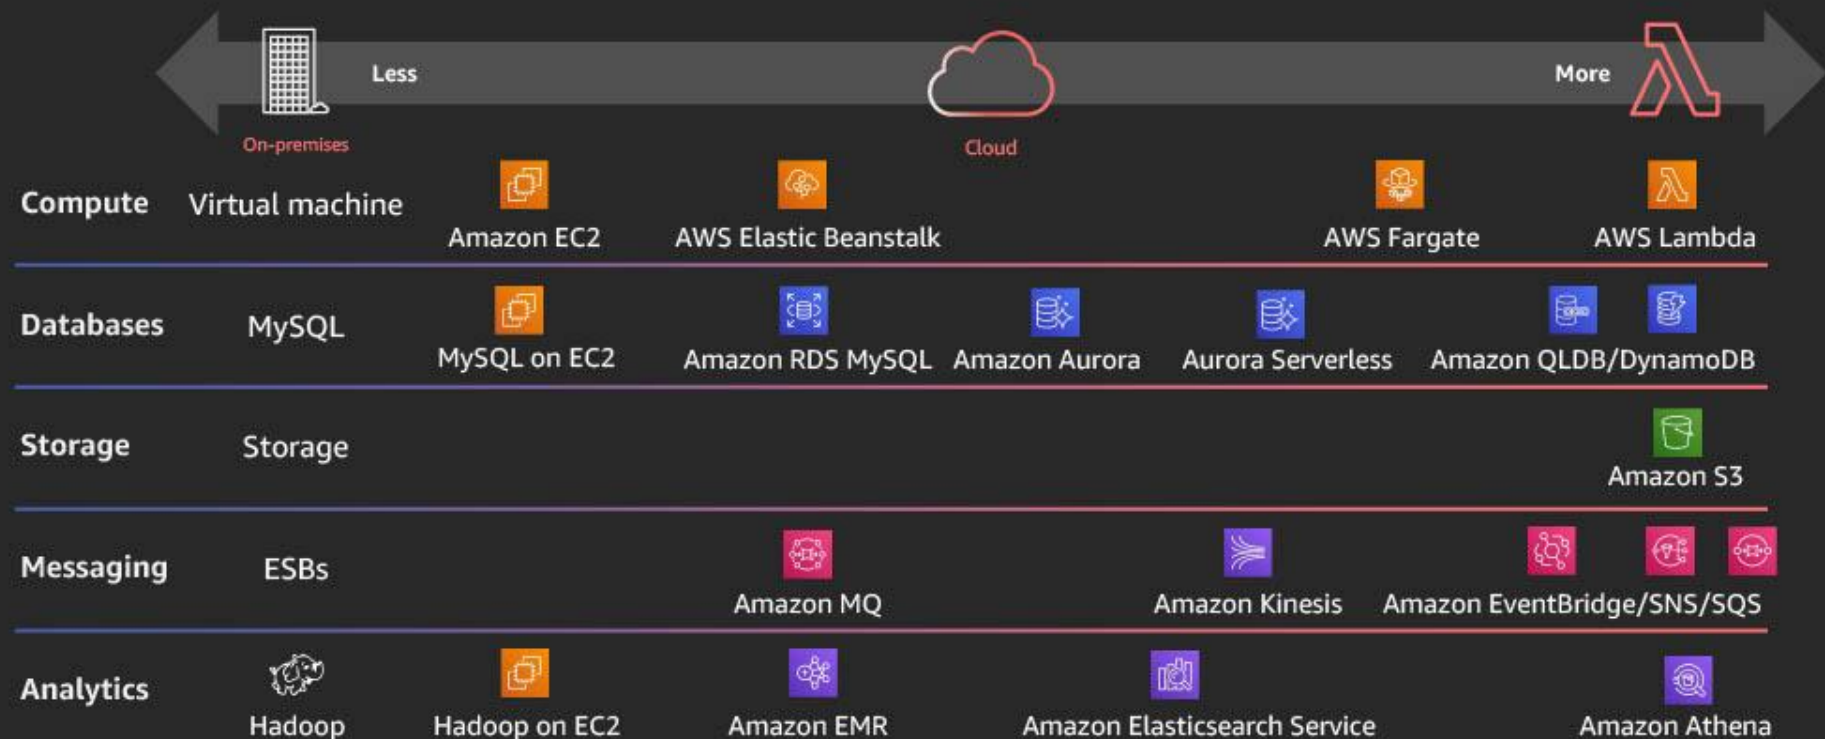 Less
More
On-premises
Cloud
Compute
Virtual machine
Amazon EC2
AWS Elastic Beanstalk
AWS Fargate
AWS Lambda
Databases
MySQL
MySQL on EC2
Amazon RDS MySQL
Amazon Aurora
Aurora Serverless
Amazon QLDB/DynamoDB
Storage
Storage
Amazon S3
Messaging
ESBs
Amazon MQ
Amazon Kinesis
Amazon EventBridge/SNS/SQS
Analytics
Hadoop
Hadoop on EC2
Amazon EMR
Amazon Elasticsearch Service
Amazon Athena